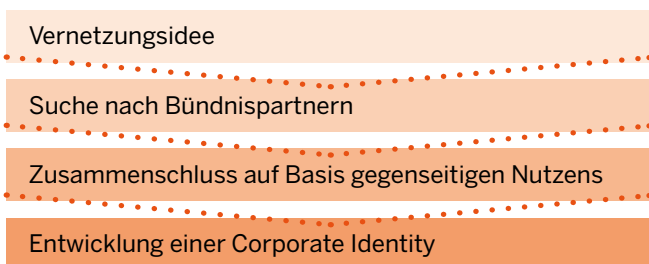 Vernetzungsidee
Suche nach Bündnispartnern
Zusammenschluss auf Basis gegenseitigen Nutzens
Entwicklung einer Corporate Identity